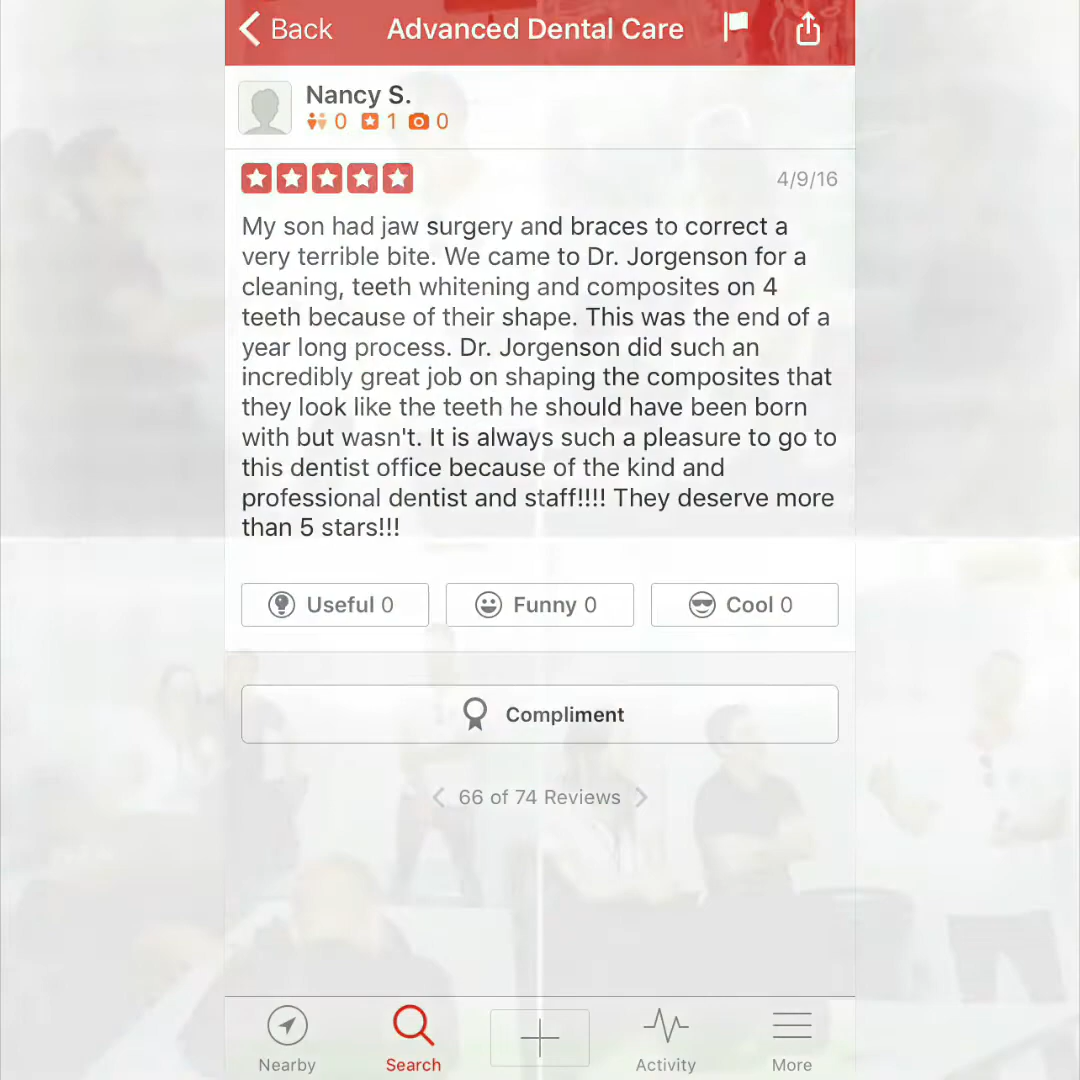 Back Advanced Dental Care
Nancy S.
0 1 0
4/9/16
My son had jaw surgery and braces to correct a
very terrible bite. We came to Dr. Jorgenson for a
cleaning, teeth whitening and composites on 4
teeth because of their shape. This was the end of a
year long process. Dr. Jorgenson did such an
incredibly great job on shaping the composites that
they look like the teeth he should have been born
with but wasn't. It is always such a pleasure to go to
this dentist office because of the kind and
professional dentist and staff!!!! They deserve more
than 5 stars!!!
Useful 0 Funny 0 Cool 0
Compliment
66 of 74 Reviews
Nearby Search Activity More